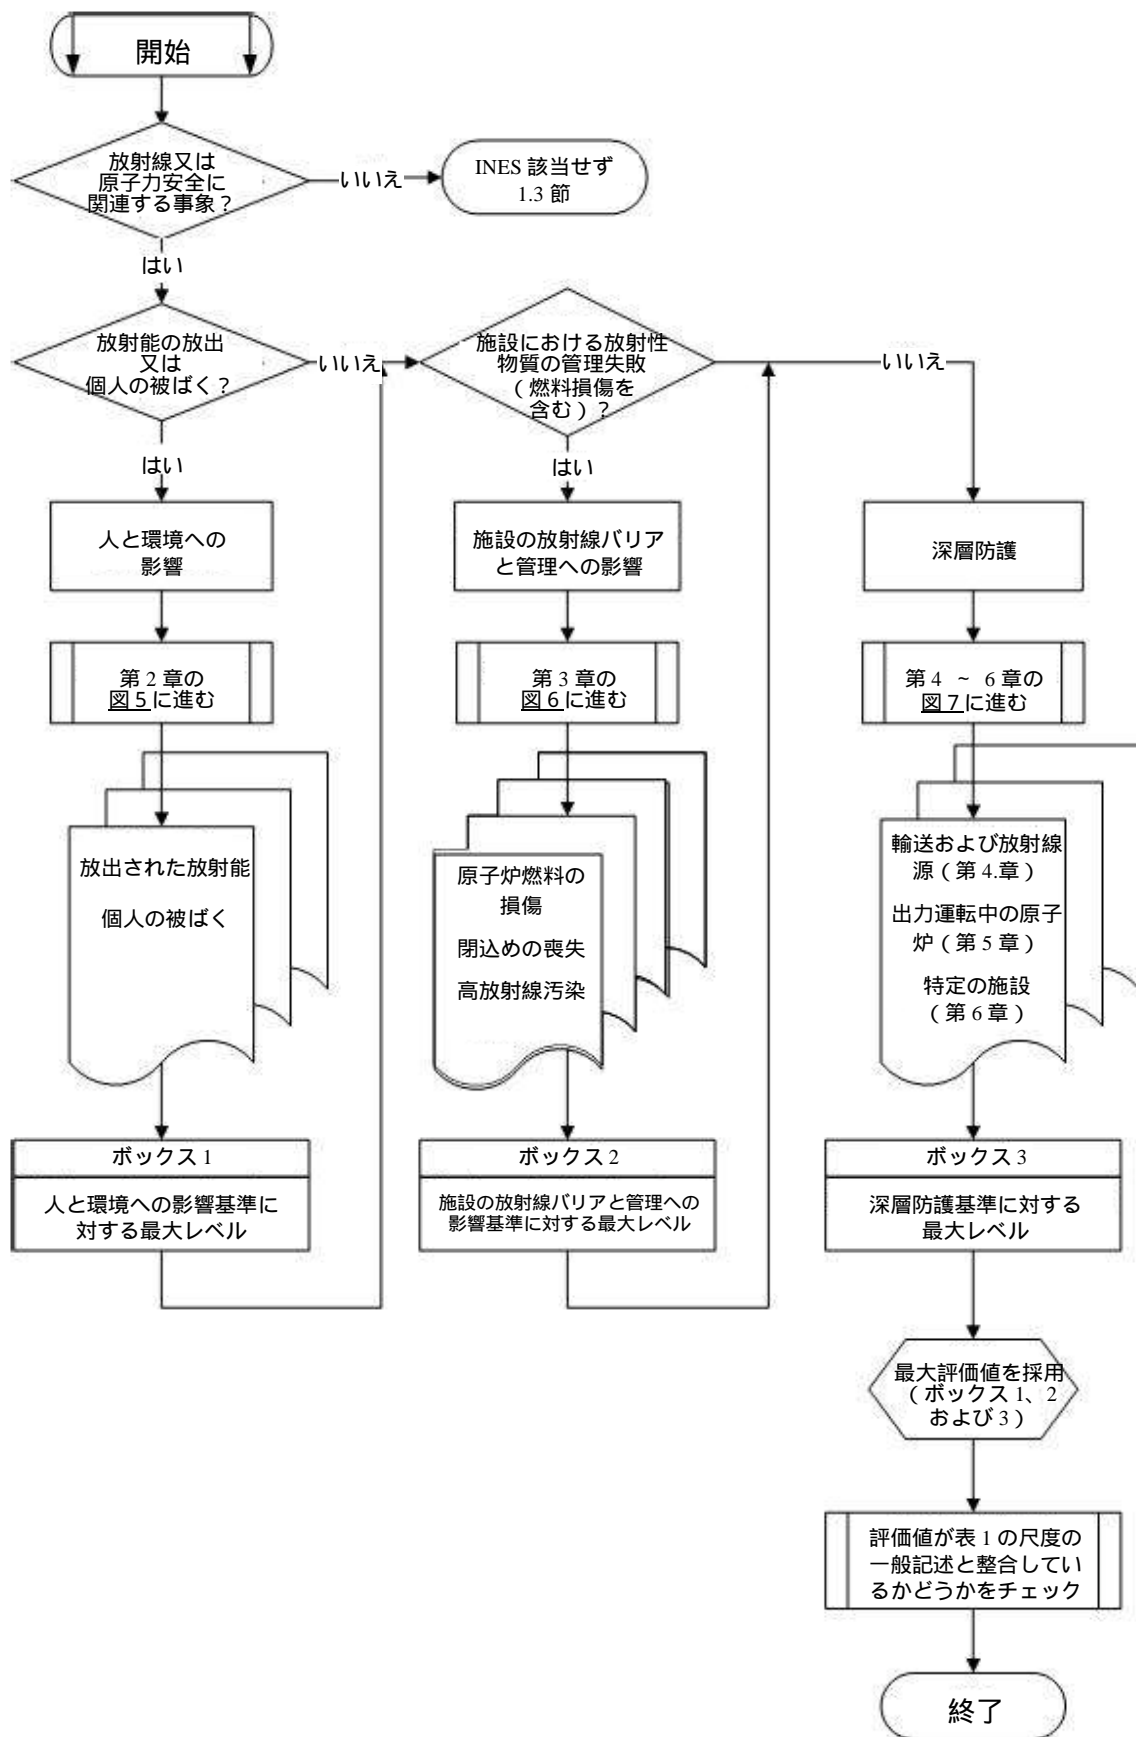 開始
放射線又は
原子力安全に
関連する事象？
いいえ
INES 該当せず
1.3 節
はい
放射能の放出
又は
個人の被ばく？
いいえ
施設における放射性
物質の管理失敗
（燃料損傷を
含む）？
いいえ
はい
はい
人と環境への
影響
施設の放射線バリア
と管理への影響
深層防護
第 2 章の
図 5 に進む
第 3 章の
図 6 に進む
第 4 ～ 6 章の
図 7 に進む
放出された放射能
個人の被ばく
原子炉燃料の
損傷
閉込めの喪失
高放射線汚染
輸送および放射線
源（第 4.章）
出力運転中の原子
炉（第 5 章）
特定の施設
（第 6 章）
ボックス 1
人と環境への影響基準に
対する最大レベル
ボックス 2
施設の放射線バリアと管理への
影響基準に対する最大レベル
ボックス 3
深層防護基準に対する
最大レベル
最大評価値を採用
（ボックス 1、2
および 3）
評価値が表 1 の尺度の
一般記述と整合してい
るかどうかをチェック
終了